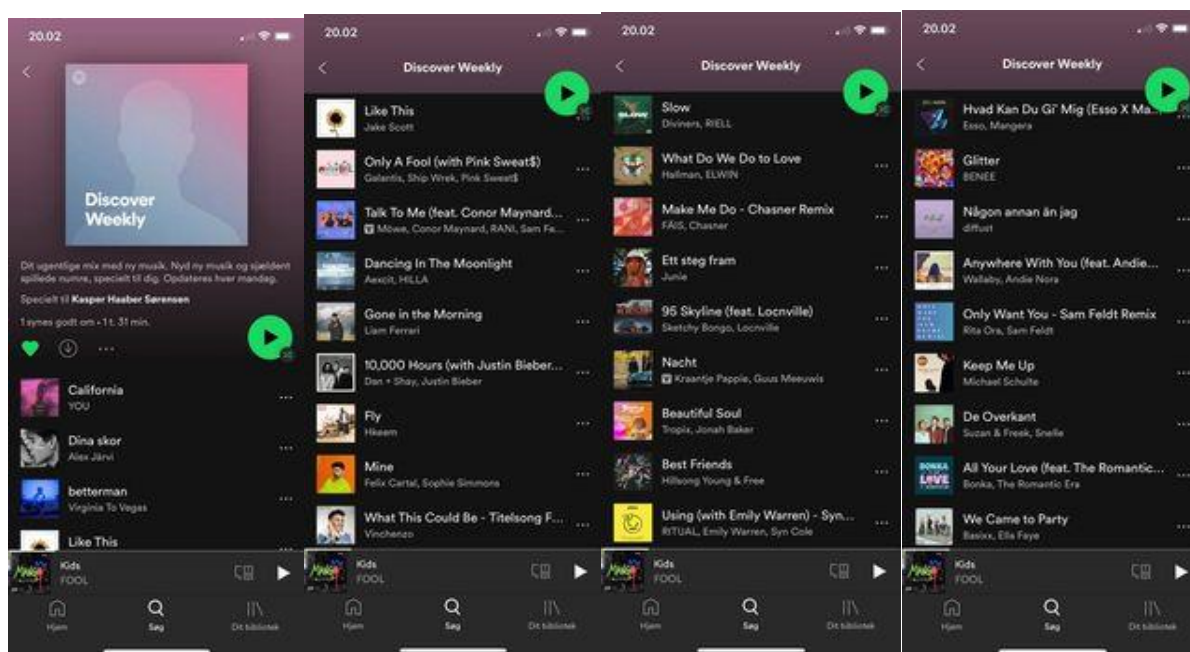 20.02
Discover
Weekly
Dit ugentlige mix med ny musik. Nyd ny musik og sjældent
spillede numre, specielt til dig. Opdateres hver mandag.
Specielt til Kasper Haaber Sørensen
1 synes godt om • 1 t. 31 min.
California
YOU
Dina skor
Alex Järvi
betterman
Virginia To Vegas
Like This
Kids
FOOL
Hjem
Søg
Dit bibliotek
20.02
Discover Weekly
Like This
Jake Scott
Only A Fool (with Pink Sweat$)
Galantis, Ship Wrek, Pink Sweat$
Talk To Me (feat. Conor Maynard...
Möwe, Conor Maynard, RANI, Sam Fe...
Dancing In The Moonlight
Aexcit, HILLA
Gone in the Morning
Liam Ferrari
10,000 Hours (with Justin Bieber...
Dan + Shay, Justin Bieber
Fly
Hkeem
Mine
Felix Cartal, Sophie Simmons
What This Could Be - Titelsong F...
Vinchenzo
Kids
FOOL
Hjem
Søg
Dit bibliotek
20.02
Discover Weekly
SLOW
Slow
Diviners, RIELL
What Do We Do to Love
Hallman, ELWIN
Make Me Do - Chasner Remix
FÄIS, Chasner
Ett steg fram
Junie
95 Skyline (feat. Locnville)
Sketchy Bongo, Locnville
Nacht
Kraantje Pappie, Guus Meeuwis
Beautiful Soul
Tropix, Jonah Baker
Best Friends
Hillsong Young & Free
Using (with Emily Warren) - Syn...
RITUAL, Emily Warren, Syn Cole
Kids
FOOL
Hjem
Søg
Dit bibliotek
20.02
Discover Weekly
Hvad Kan Du Gi' Mig (Esso X Ma...
Esso, Mangera
Glitter
BENEE
Någon annan än jag
diffust
Anywhere With You (feat. Andie...
Wallaby, Andie Nora
Only Want You - Sam Feldt Remix
Rita Ora, Sam Feldt
Keep Me Up
Michael Schulte
De Overkant
Suzan & Freek, Snelle
BONKA
LOVE
All Your Love (feat. The Romantic...
Bonka, The Romantic Era
We Came to Party
Basixx, Ella Faye
Kids
FOOL
Hjem
Søg
Dit bibliotek